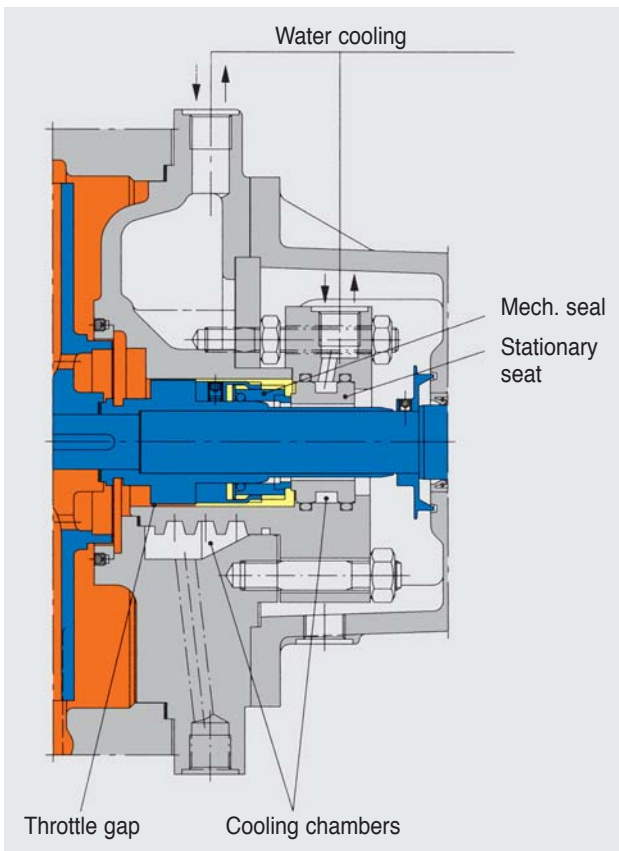 Water cooling
Mech. seal
Stationary
seat
Throttle gap
Cooling chambers